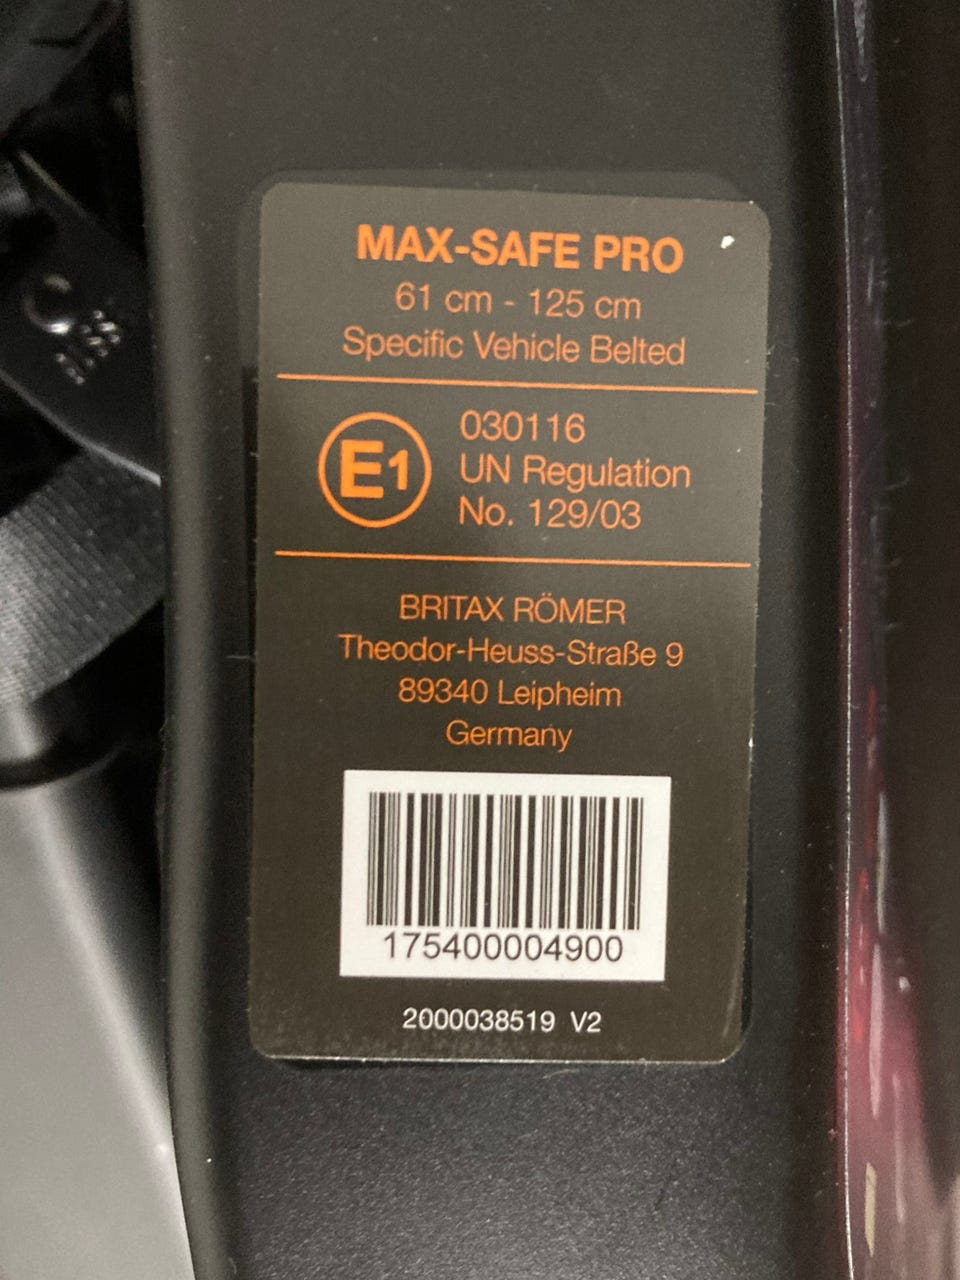 MAX-SAFE PRO
61 cm - 125 cm
Specific Vehicle Belted
E1
030116
UN Regulation
No. 129/03
BRITAX RÖMER
Theodor-Heuss-Straße 9
89340 Leipheim
Germany
175400004900
2000038519 V2